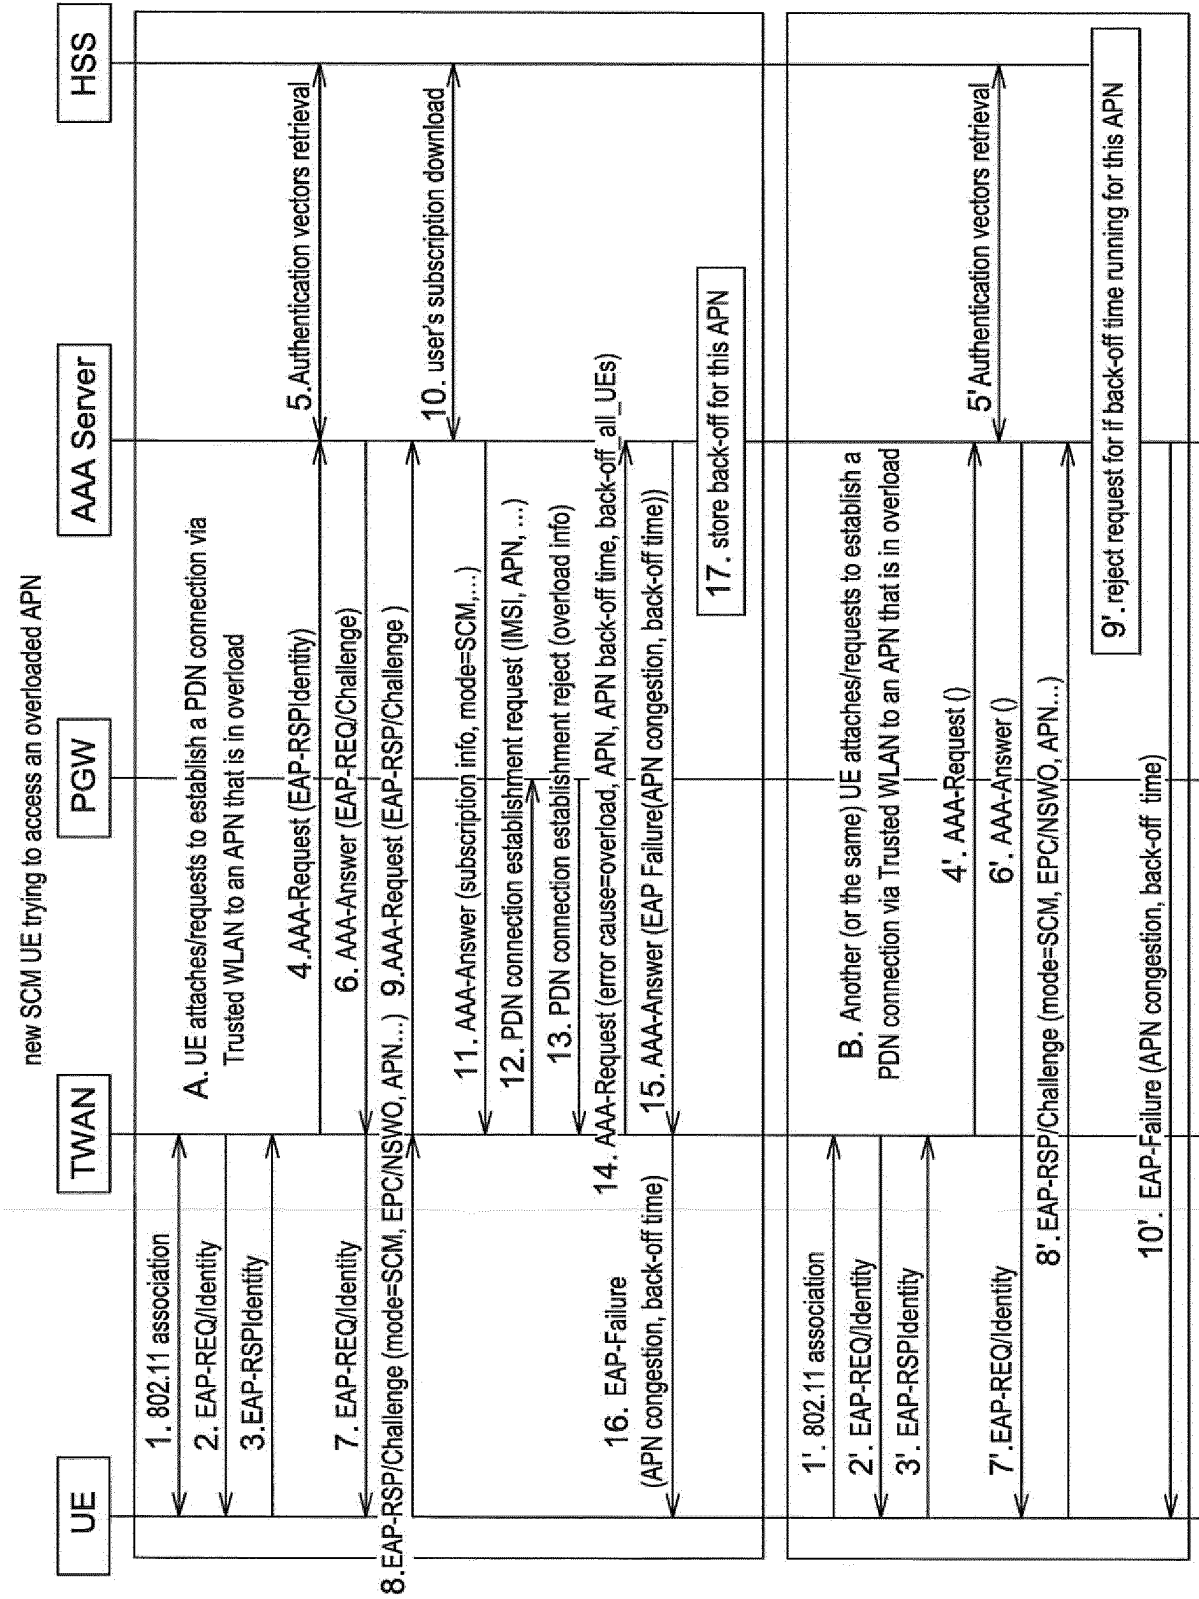 new SCM UE trying to access an overloaded APN
UE
TWAN
PGW
AAA Server
HSS
A. UE attaches/requests to establish a PDN connection via
Trusted WLAN to an APN that is in overload
1. 802.11 association
2. EAP-REQ/Identity
3.EAP-RSPIdentity
4.AAA-Request (EAP-RSPIdentity)
5.Authentication vectors retrieval
6. AAA-Answer (EAP-REQ/Challenge)
7. EAP-REQ/Identity
8.EAP-RSP/Challenge (mode=SCM, EPC/NSWO, APN...)
9.AAA-Request (EAP-RSP/Challenge )
10. user's subscription download
11. AAA-Answer (subscription info, mode=SCM,...)
12. PDN connection establishment request (IMSI, APN, ...)
13. PDN connection establishment reject (overload info)
14. AAA-Request (error cause=overload, APN, APN back-off time, back-off_all_UEs)
15. AAA-Answer (EAP Failure(APN congestion, back-off time))
16. EAP-Failure
(APN congestion, back-off time)
17. store back-off for this APN
B. Another (or the same) UE attaches/requests to establish a
PDN connection via Trusted WLAN to an APN that is in overload
1'. 802.11 association
2'. EAP-REQ/Identity
3'. EAP-RSPIdentity
4'. AAA-Request ()
5' Authentication vectors retrieval
6'. AAA-Answer ()
7'.EAP-REQ/Identity
8'. EAP-RSP/Challenge (mode=SCM, EPC/NSWO, APN...
9'. reject request for if back-off time running for this APN
10'. EAP-Failure (APN congestion, back-off time)